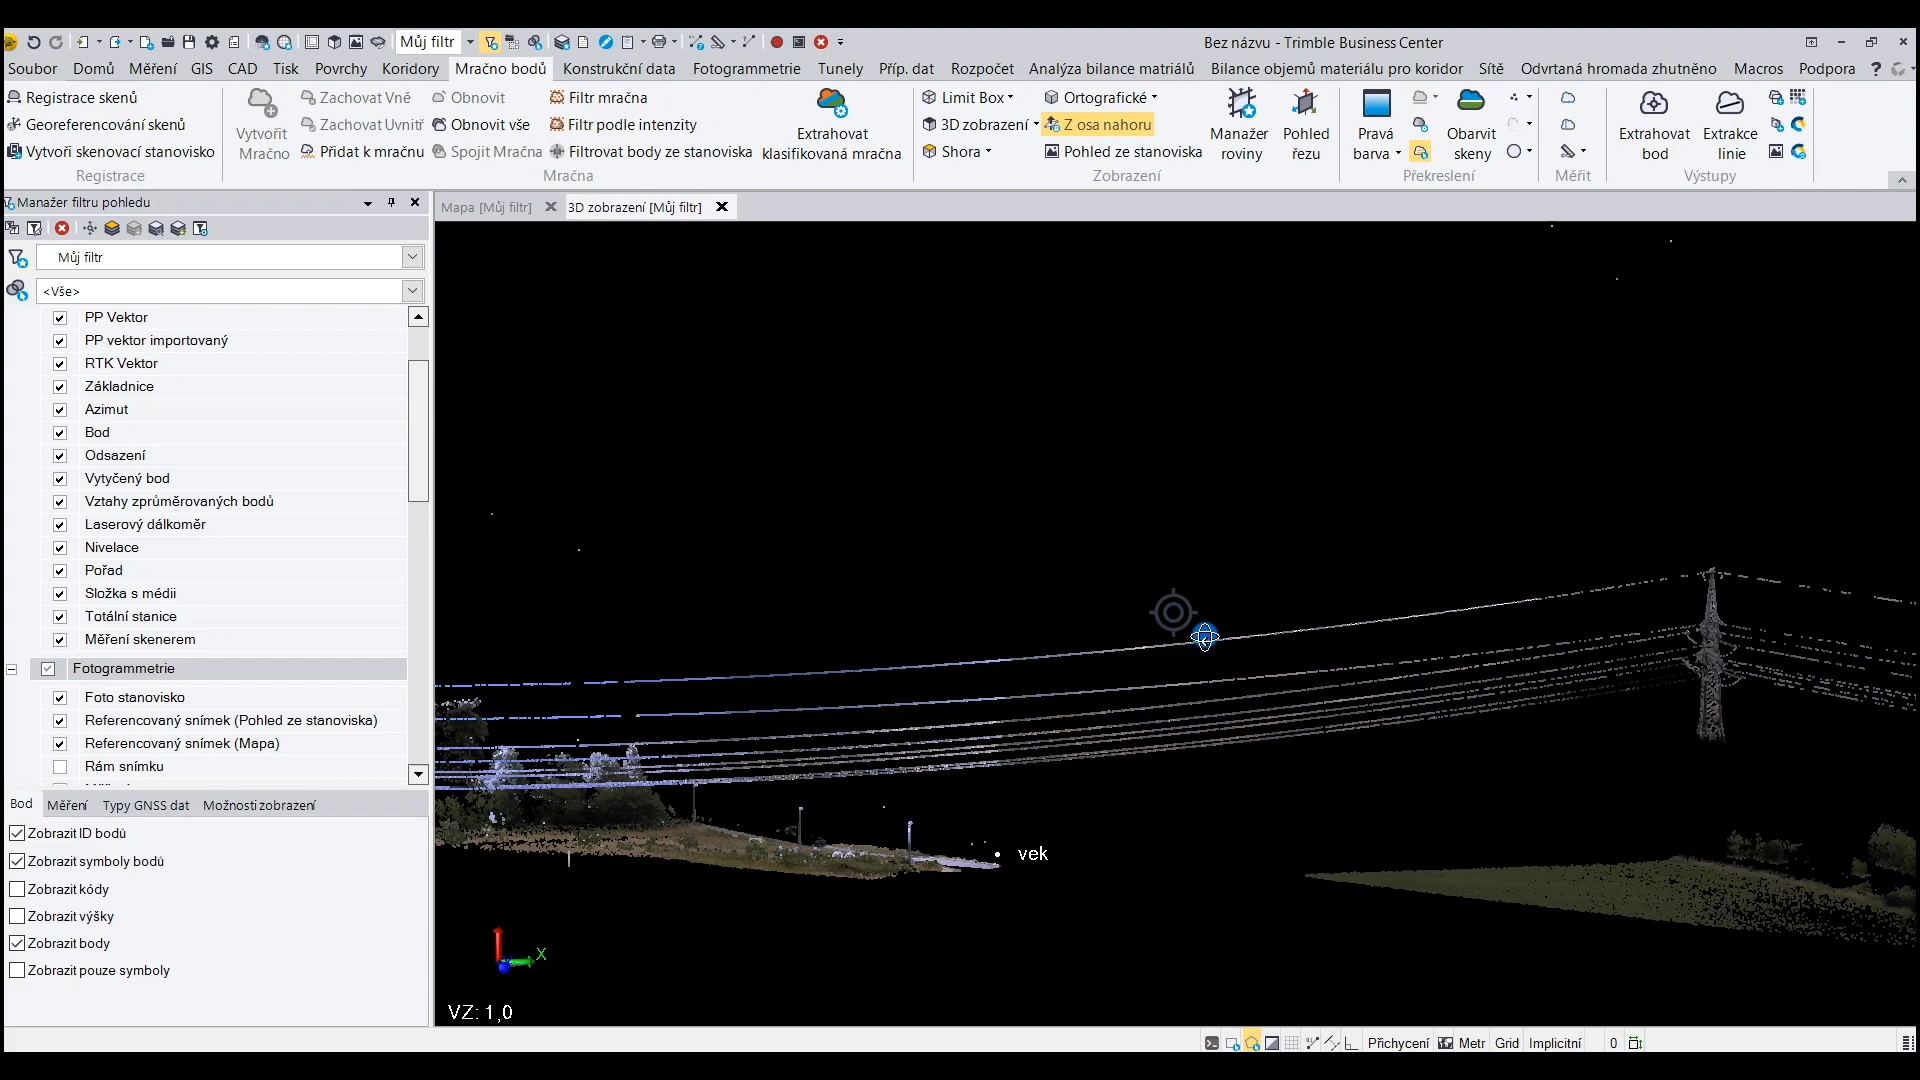 Můj filtr
Bez názvu - Trimble Business Center
Soubor Domů Měření GIS CAD Tisk Povrchy Koridory Mračno bodů Konstrukční data Fotogrammetrie Tunely Příp. dat Rozpočet Analýza bilance matriálů Bilance objemů materiálu pro koridor Sítě Odvrtaná hromada zhutněno Macros Podpora ?
Registrace skenů
Georeferencování skenů
Vytvoři skenovací stanovisko
Registrace
Vytvořit
Mračno
Zachovat Vně
Zachovat Uvnitř
Přidat k mračnu
Obnovit
Obnovit vše
Spojit Mračna
Filtr mračna
Filtr podle intenzity
Filtrovat body ze stanoviska
Extrahovat
klasifikovaná mračna
Mračna
Limit Box
3D zobrazení
Shora
Ortografické
Z osa nahoru
Pohled ze stanoviska
Manažer
roviny
Pohled
řezu
Zobrazení
Pravá
barva
Obarvit
skeny
Překreslení
Měřit
Extrahovat
bod
Extrakce
linie
Výstupy
Manažer filtru pohledu
Můj filtr
<Vše>
PP Vektor
PP vektor importovaný
RTK Vektor
Základnice
Azimut
Bod
Odsazení
Vytyčený bod
Vztahy zprůměrovaných bodů
Laserový dálkoměr
Nivelace
Pořad
Složka s médii
Totální stanice
Měření skenerem
Fotogrammetrie
Foto stanovisko
Referencovaný snímek (Pohled ze stanoviska)
Referencovaný snímek (Mapa)
Rám snímku
Bod Měření Typy GNSS dat Možnosti zobrazení
Zobrazit ID bodů
Zobrazit symboly bodů
Zobrazit kódy
Zobrazit výšky
Zobrazit body
Zobrazit pouze symboly
Mapa [Můj filtr]
3D zobrazení [Můj filtr]
vek
X
VZ: 1,0
Přichycení Metr Grid Implicitní 0